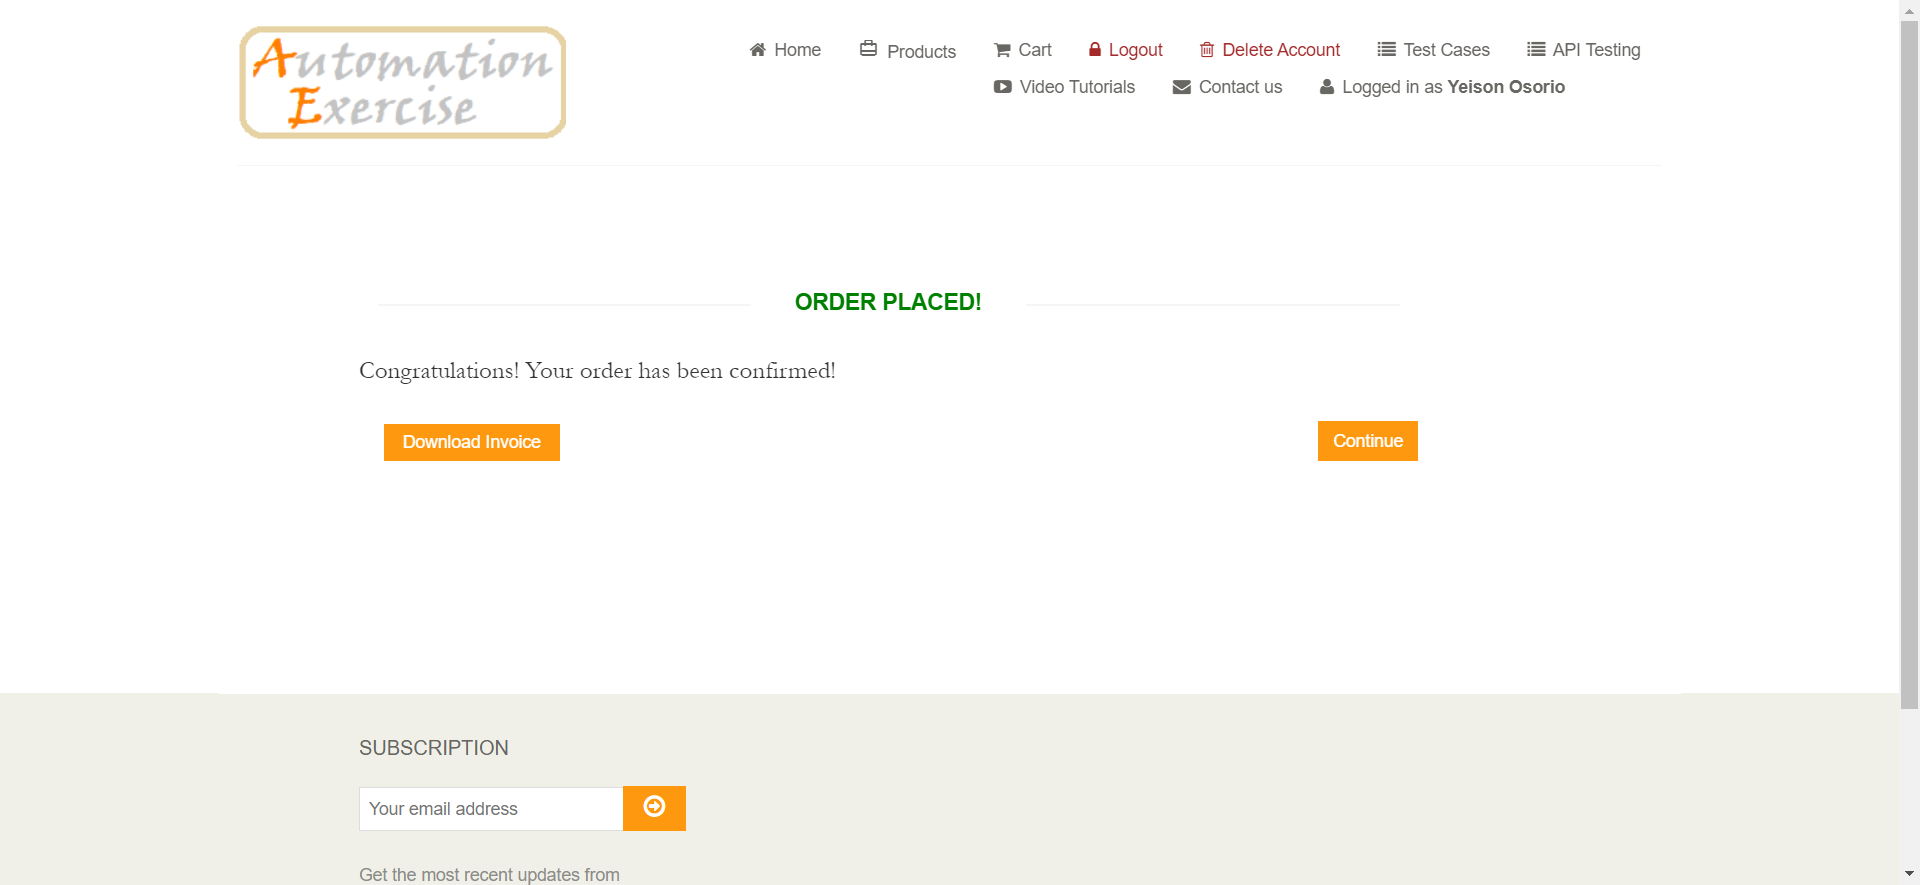 Automation
Exercise
Home Products Cart Logout Delete Account Test Cases API Testing
Video Tutorials Contact us Logged in as Yeison Osorio
ORDER PLACED!
Congratulations! Your order has been confirmed!
Download Invoice Continue
SUBSCRIPTION
Your email address
Get the most recent updates from